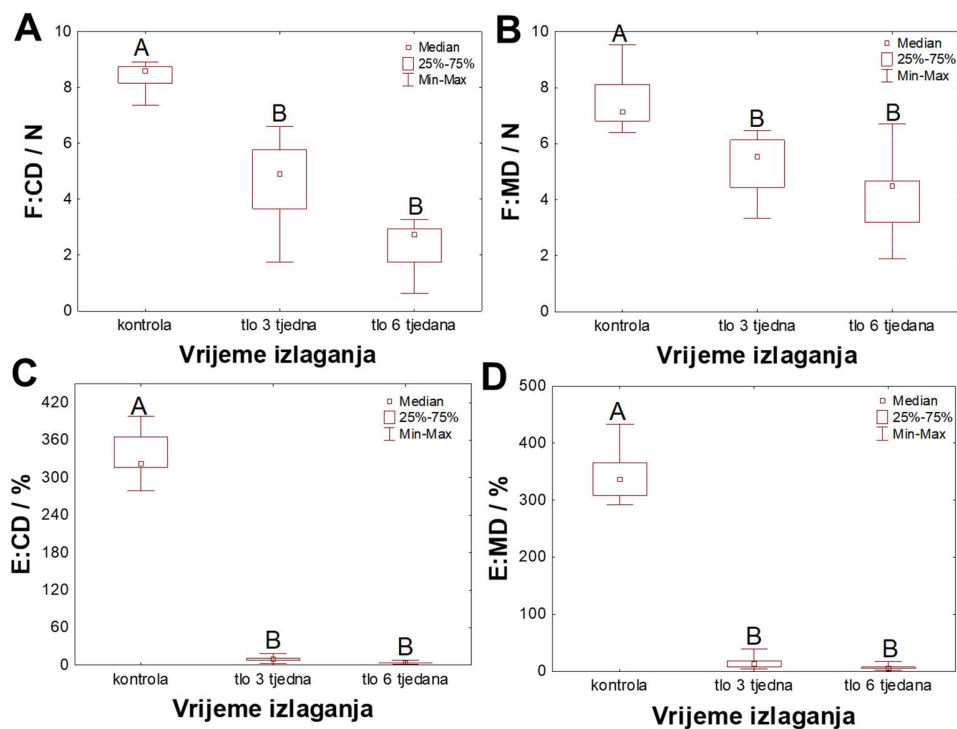 A
F:CD / N
10
8
6
4
2
0
A
B
B
Median
25%-75%
Min-Max
kontrola
tlo 3 tjedna
tlo 6 tjedana
Vrijeme izlaganja
B
F:MD / N
10
8
6
4
2
0
A
B
B
Median
25%-75%
Min-Max
kontrola
tlo 3 tjedna
tlo 6 tjedana
Vrijeme izlaganja
C
E:CD / %
420
360
300
240
180
120
60
0
A
B
B
Median
25%-75%
Min-Max
kontrola
tlo 3 tjedna
tlo 6 tjedana
Vrijeme izlaganja
D
E:MD / %
500
400
300
200
100
0
A
B
B
Median
25%-75%
Min-Max
kontrola
tlo 3 tjedna
tlo 6 tjedana
Vrijeme izlaganja